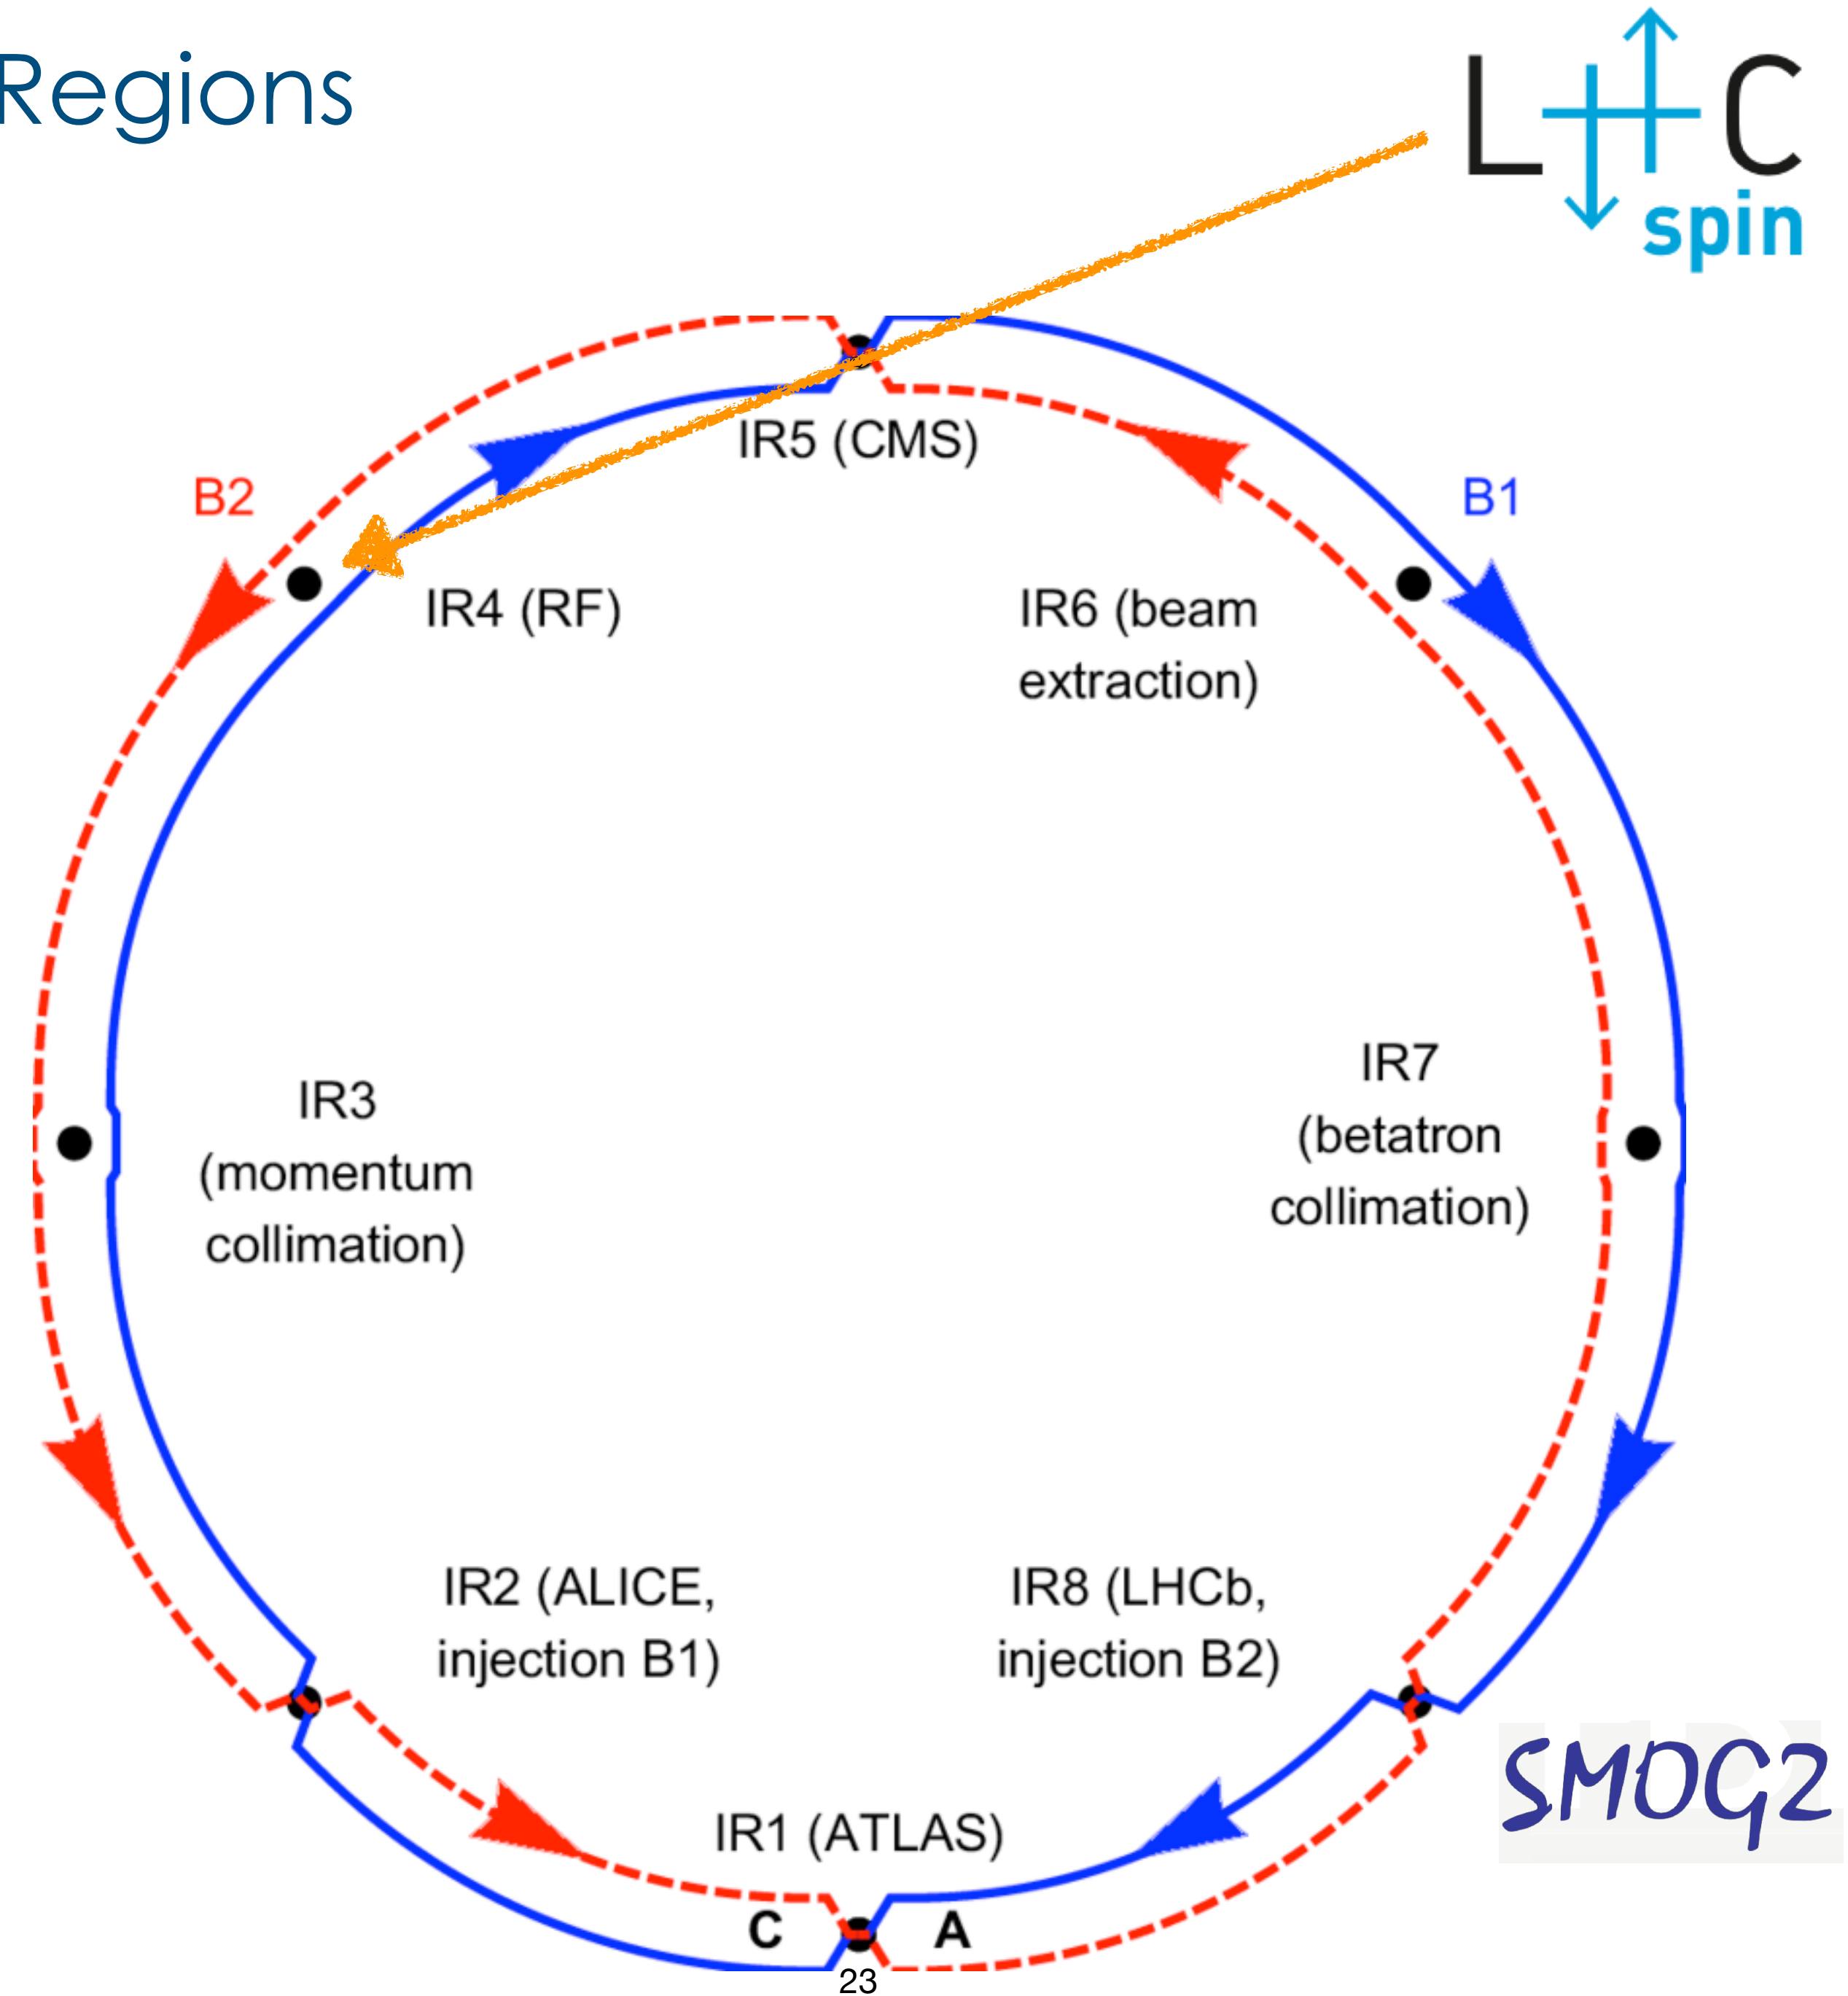 Regions
LHC
spin
IR5 (CMS)
B2
B1
IR4 (RF)
IR6 (beam
extraction)
IR3
(momentum
collimation)
IR7
(betatron
collimation)
IR2 (ALICE,
injection B1)
IR8 (LHCb,
injection B2)
SMOG2
IR1 (ATLAS)
C
A
23